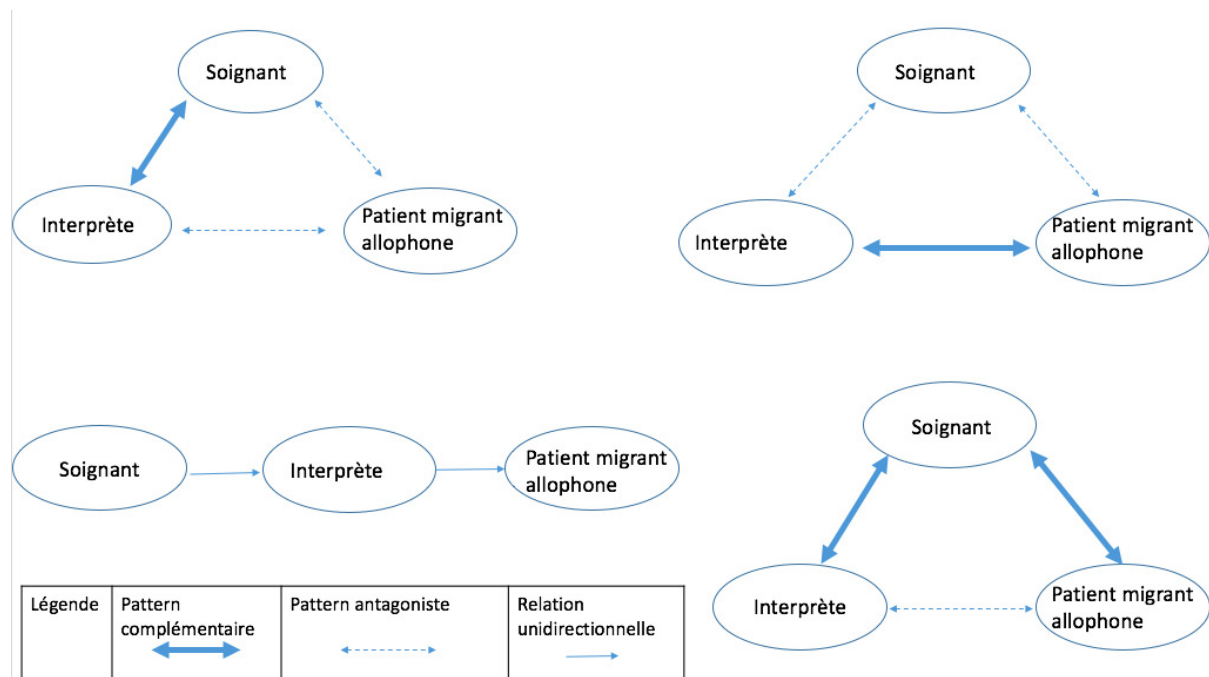 Soignant
Interprète
Patient migrant
allophone
Soignant
Interprète
Patient migrant
allophone
Soignant
Interprète
Patient migrant
allophone
Soignant
Interprète
Patient migrant
allophone
Légende
Pattern
complémentaire
Pattern antagoniste
Relation
unidirectionnelle